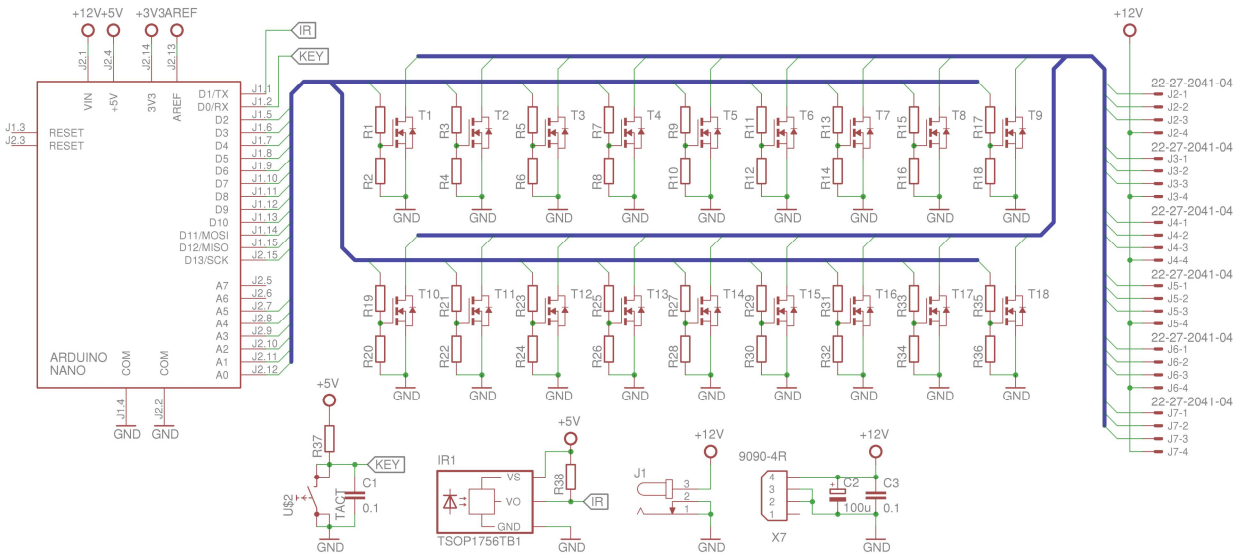 +12V +5V +3V3 AREF
J2.1 J2.4 J2.14 J2.13
VIN +5V 3V3 AREF
IR
KEY
J1.3 RESET
J2.3 RESET
D1/TX J1.1
D0/RX J1.2
D2 J1.5
D3 J1.6
D4 J1.7
D5 J1.8
D6 J1.9
D7 J1.10
D8 J1.11
D9 J1.12
D10 J1.13
D11/MOSI J1.14
D12/MISO J1.15
D13/SCK J2.15
A7 J2.5
A6 J2.6
A5 J2.7
A4 J2.8
A3 J2.9
A2 J2.10
A1 J2.11
A0 J2.12
ARDUINO
NANO
COM COM
J1.4 J2.2
GND GND
R1 T1 R3 T2 R5 T3 R7 T4 R9 T5 R11 T6 R13 T7 R15 T8 R17 T9
R2 R4 R6 R8 R10 R12 R14 R16 R18
GND GND GND GND GND GND GND GND GND
R19 T10 R21 T11 R23 T12 R25 T13 R27 T14 R29 T15 R31 T16 R33 T17 R35 T18
R20 R22 R24 R26 R28 R30 R32 R34 R36
GND GND GND GND GND GND GND GND GND
+12V
22-27-2041-04
J2-1
J2-2
J2-3
J2-4
22-27-2041-04
J3-1
J3-2
J3-3
J3-4
22-27-2041-04
J4-1
J4-2
J4-3
J4-4
22-27-2041-04
J5-1
J5-2
J5-3
J5-4
22-27-2041-04
J6-1
J6-2
J6-3
J6-4
22-27-2041-04
J7-1
J7-2
J7-3
J7-4
+5V
R37
KEY
U$2
TACT
C1
0.1
GND
IR1
+5V
R38
VS
VO
GND
IR
TSOP1756TB1
GND
+12V
J1
3
2
1
GND
9090-4R
+12V
4
3
2
1
X7
+
C2
100u
C3
0.1
GND